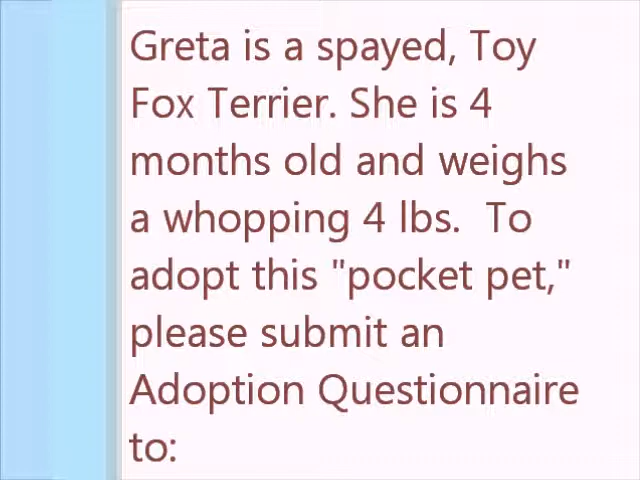 Greta is a spayed, Toy
Fox Terrier. She is 4
months old and weighs
a whopping 4 lbs.  To
adopt this "pocket pet,"
please submit an
Adoption Questionnaire
to: